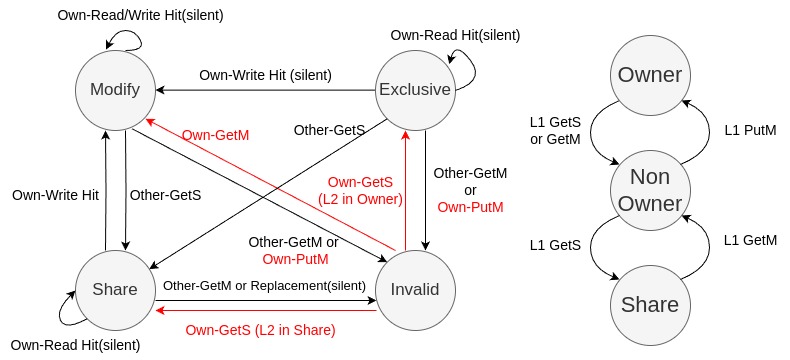 Own-Read/Write Hit(silent)
Own-Read Hit(silent)
Modify
Own-Write Hit (silent)
Exclusive
Own-GetM
Other-GetS
Own-GetS
(L2 in Owner)
Other-GetM
or
Own-PutM
Own-Write Hit
Other-GetS
Other-GetM or
Own-PutM
Share
Other-GetM or Replacement(silent)
Invalid
Own-GetS (L2 in Share)
Own-Read Hit(silent)
Owner
L1 GetS
or GetM
L1 PutM
Non
Owner
L1 GetS
L1 GetM
Share